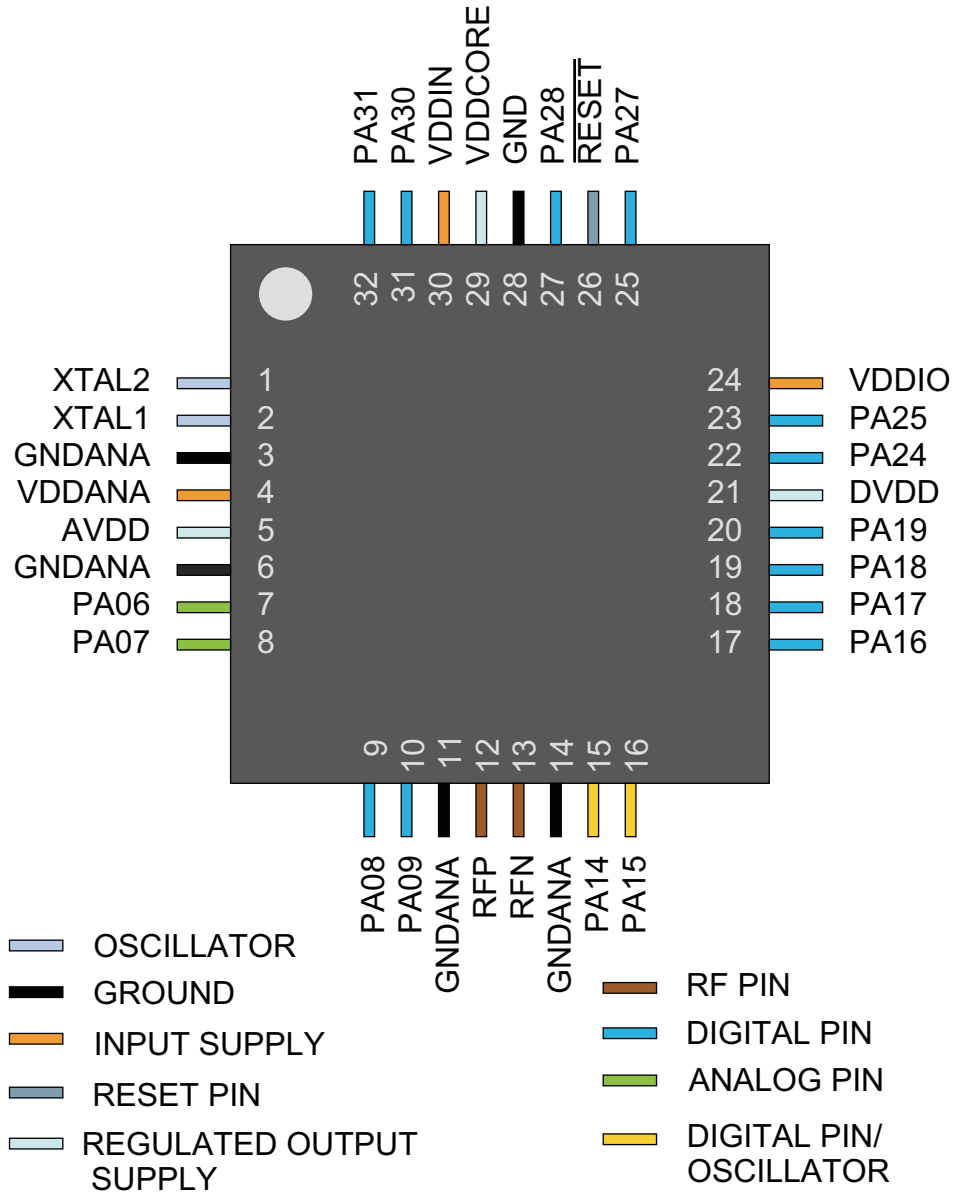 PA31
PA30
VDDIN
VDDCORE
GND
PA28
RESET
PA27
32
31
30
29
28
27
26
25
XTAL2 1
XTAL1 2
GNDANA 3
VDDANA 4
AVDD 5
GNDANA 6
PA06 7
PA07 8
24 VDDIO
23 PA25
22 PA24
21 DVDD
20 PA19
19 PA18
18 PA17
17 PA16
9
10
11
12
13
14
15
16
PA08
PA09
GNDANA
RFP
RFN
GNDANA
PA14
PA15
OSCILLATOR
GROUND
INPUT SUPPLY
RESET PIN
REGULATED OUTPUT
SUPPLY
RF PIN
DIGITAL PIN
ANALOG PIN
DIGITAL PIN/
OSCILLATOR